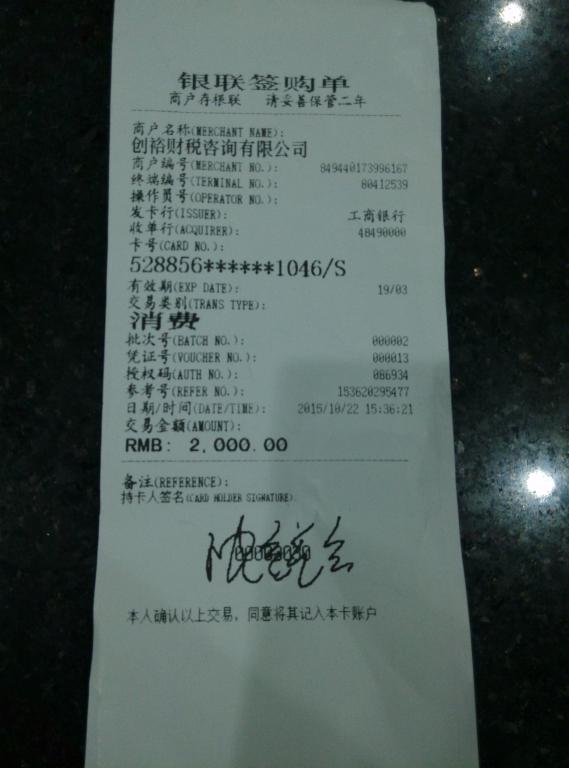 银联签购单
商户存根联 请妥善保管二年
商户名称(MERCHANT NAME):
创裕财税咨询有限公司
商户编号(MERCHANT NO.): 849440173996167
终端编号(TERMINAL NO.): 80412539
操作员号(OPERATOR NO.):
发卡行(ISSUER): 工商银行
收单行(ACQUIRER): 48490000
卡号(CARD NO.):
528856******1046/S
有效期(EXP DATE): 19/03
交易类别(TRANS TYPE):
消费
批次号(BATCH NO.): 000002
凭证号(VOUCHER NO.): 000013
授权码(AUTH NO.): 086934
参考号(REFER NO.): 153620295477
日期/时间(DATE/TIME): 2015/10/22 15:36:21
交易金额(AMOUNT):
RMB: 2,000.00
备注(REFERENCE):
持卡人签名(CARD HOLDER SIGNATURE)
本人确认以上交易,同意将其记入本卡账户